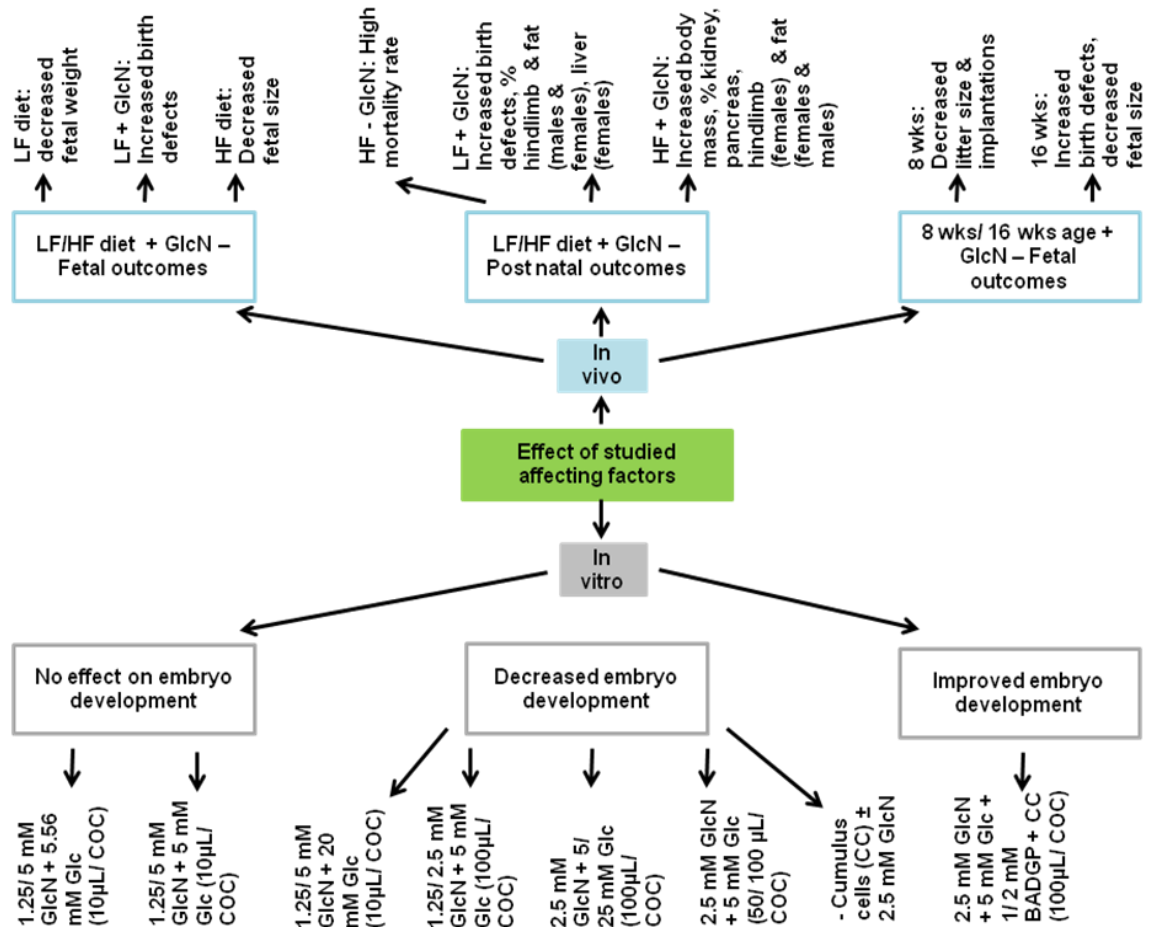 LF diet:
decreased
fetal weight
LF + GlcN:
Increased birth
defects
HF diet:
Decreased
fetal size
HF - GlcN: High
mortality rate
LF + GlcN:
Increased birth
defects, %
hindlimb & fat
(males &
females), liver
(females)
HF + GlcN:
Increased body
mass, % kidney,
pancreas,
hindlimb
(females) & fat
(females &
males)
8 wks:
Decreased
litter size &
implantations
16 wks:
Increased
birth defects,
decreased
fetal size
LF/HF diet + GlcN –
Fetal outcomes
LF/HF diet + GlcN –
Post natal outcomes
8 wks/ 16 wks age +
GlcN – Fetal
outcomes
In
vivo
Effect of studied
affecting factors
In
vitro
No effect on embryo
development
Decreased embryo
development
Improved embryo
development
1.25/ 5 mM
GlcN + 5.56
mM Glc
(10µL/ COC)
1.25/ 5 mM
GlcN + 5 mM
Glc (10µL/
COC)
1.25/ 5 mM
GlcN + 20
mM Glc
(10µL/ COC)
1.25/ 2.5 mM
GlcN + 5 mM
Glc (100µL/
COC)
2.5 mM
GlcN + 5/
25 mM Glc
(100µL/
COC)
2.5 mM GlcN
+ 5 mM Glc
(50/ 100 µL/
COC)
- Cumulus
cells (CC) ±
2.5 mM GlcN
2.5 mM GlcN
+ 5 mM Glc +
1/ 2 mM
BADGP + CC
(100µL/ COC)